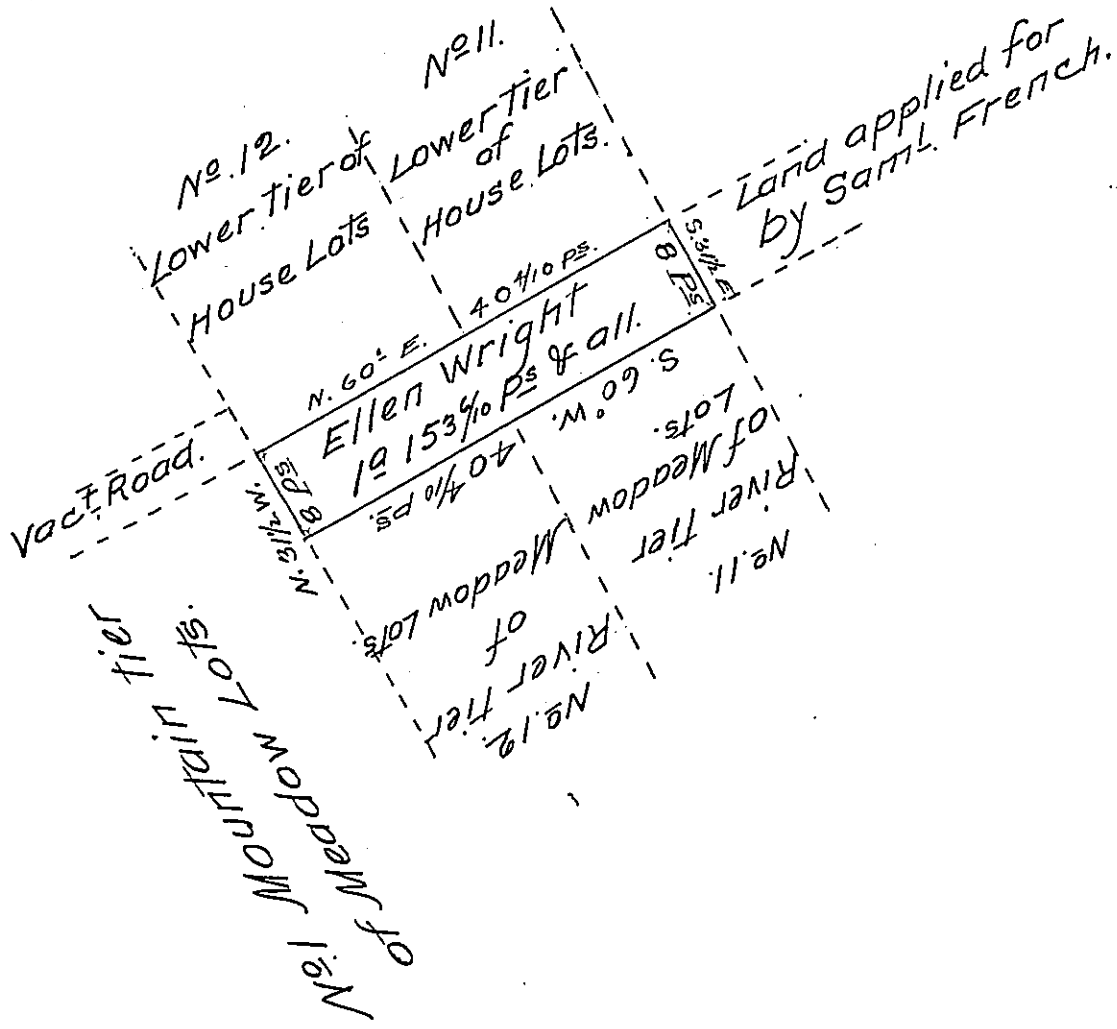 Nº 11.
Lower Tier
of
House Lots.
Nº. 12.
Lower Tier of
House Lots
Land applied for
by Saml. French.
N. 60° E. 40 4/10 Ps.
S. 31½ E.
8 Ps.
Ellen Wright
1a 153 6/10 Ps & all.
S. 60° W. 40 4/10 Ps.
8 Ps
N. 31½ W.
Vact. Road.
Nº. 11.
River Tier
of Meadow
Lots.
Nº. 12.
River Tier
of
Meadow Lots.
Nº. 1 Mountain Tier
of Meadow Lots.